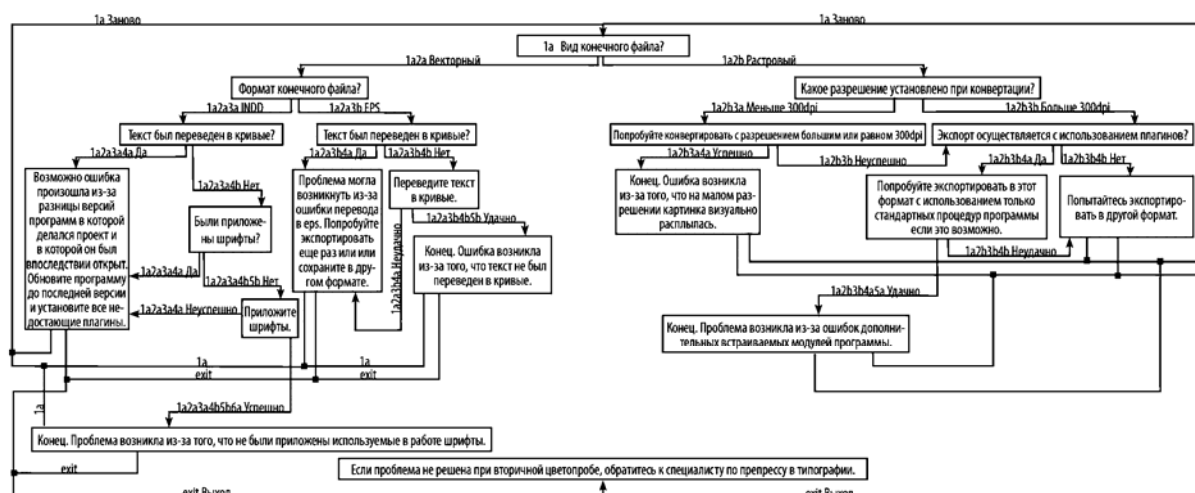 1a Заново
1a Заново
1a Вид конечного файла?
1a2a Векторный
1a2b Растровый
Формат конечного файла?
Какое разрешение установлено при конвертации?
1a2a3a INDD
1a2a3b EPS
1a2b3a Меньше 300dpi
1a2b3b Больше 300dpi
Текст был переведен в кривые?
Текст был переведен в кривые?
Попробуйте конвертировать с разрешением большим или равном 300dpi
Экспорт осуществляется с использованием плагинов?
1a2a3a4a Да
1a2a3a4b Нет
1a2a3b4a Да
1a2a3b4b Нет
1a2b3a4a Успешно
1a2b3b Неуспешно
1a2b3b4a Да
1a2b3b4b Нет
Возможно ошибка
произошла из-за
разницы версий
программ в которой
делался проект и
в которой он был
впоследствии открыт.
Обновите программу
до последней версии
и установите все не-
достающие плагины.
Были приложе-
ны шрифты?
1a2a3a4a Да
1a2a3a4b5b Нет
1a2a3a4a Неуспешно
Приложите
шрифты.
Проблема могла
возникнуть из-за
ошибки перевода
в eps. Попробуйте
экспортировать
еще раз или или
сохраните в дру-
гом формате.
Переведите текст
в кривые.
1a2a3b4a Неудачно
1a2a3b4b5b Удачно
Конец. Ошибка возникла
из-за того, что текст не был
переведен в кривые.
Конец. Ошибка возникла
из-за того, что на малом раз-
решении картинка визуально
расплылась.
Попробуйте экспортировать в этот
формат с использованием только
стандартных процедур программы
если это возможно.
Попытайтесь экспортиро-
вать в другой формат.
1a2b3b4b Неудачно
1a2b3b4a5a Удачно
Конец. Проблема возникла из-за ошибок дополни-
тельных встраиваемых модулей программы.
1a
1a
exit
exit
1a
1a2a3a4b5b6a Успешно
Конец. Проблема возникла из-за того, что не были приложены используемые в работе шрифты.
exit
Если проблема не решена при вторичной цветопробе, обратитесь к специалисту по препрессу в типографии.
exit Выход
exit Выход